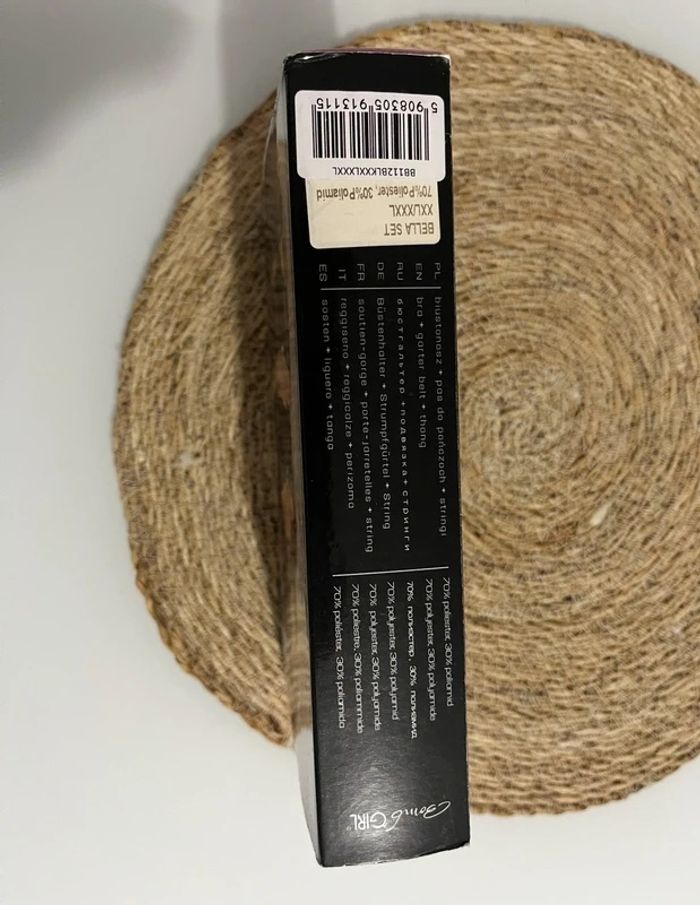 BELLA SET
XXL/XXXL
70%Poliester, 30%Poliamid
BB112BLKXXLXXXL
5 908305 913115
PL biustonosz + pas do pończoch + stringi
EN bra + garter belt + thong
RU бюстгальтер + подвязка + стринги
DE Büstenhalter + Strumpfgürtel + String
FR soutien-gorge + porte-jarretelles + string
IT reggiseno + reggicalze + perizoma
ES sosten + liguero + tanga
70% poliester, 30% poliamid
70% polyester, 30% polyamide
70% полиэстер, 30% полиамид
70% polyester, 30% polyamid
70% polyester, 30% polyamide
70% poliestre, 30% poliammide
70% poliéster, 30% poliamida
Bomb GIRL